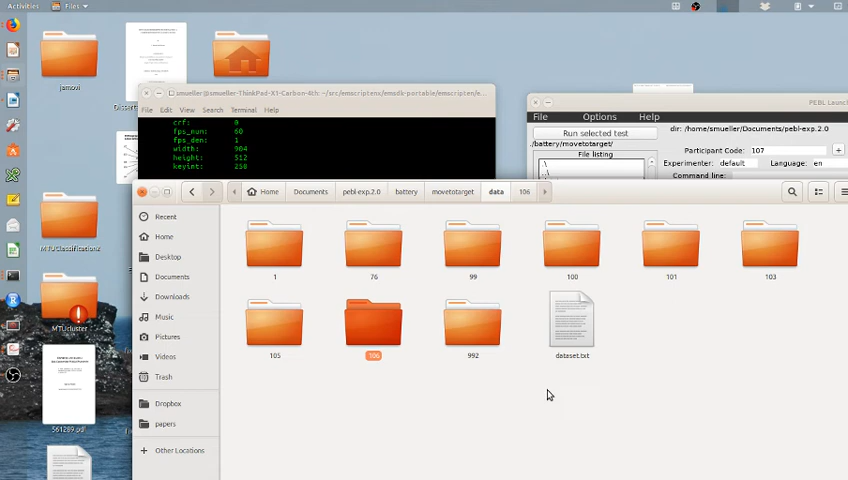 Activities Files
jamovi
Dissert
smueller@smueller-ThinkPad-X1-Carbon-4th: ~/src/emscriptenx/emsdk-portable/emscripten/e...
File Edit View Search Terminal Help
crf: 0
fps_num: 60
fps_den: 1
width: 904
height: 512
keyint: 250
PEBL Launc
File Options Help
Run selected test
dir: /home/smueller/Documents/pebl-exp.2.0
./battery/movetotarget/
Participant Code: 107 +
File listing
Experimenter: default Language: en
.\
..\
Command line:
Home Documents pebl-exp.2.0 battery movetotarget data 106
Recent
Home
Desktop
Documents
Downloads
Music
Pictures
Videos
Trash
Dropbox
papers
+ Other Locations
1 76 99 100 101 103
105 106 992 dataset.txt
MTUClassification2
MTUcluster
561289.pdf